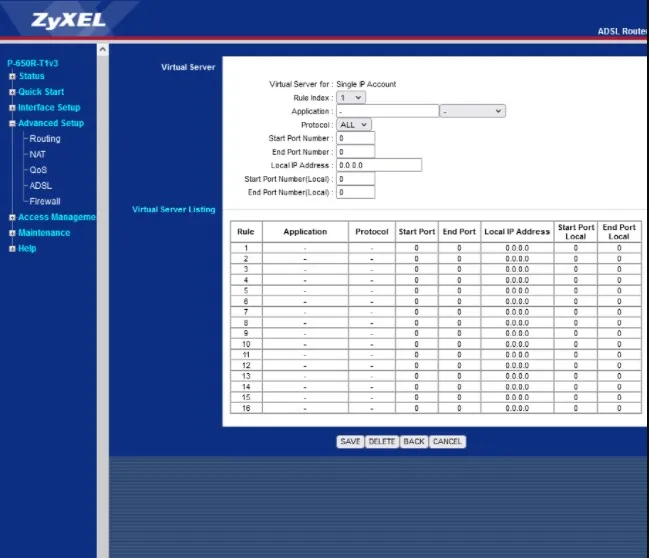 ZyXEL
ADSL Route
P-650R-T1v3
Status
Quick Start
Interface Setup
Advanced Setup
Routing
NAT
QoS
ADSL
Firewall
Access Manageme
Maintenance
Help
Virtual Server
Virtual Server for : Single IP Account
Rule Index : 1
Application : - -
Protocol : ALL
Start Port Number : 0
End Port Number : 0
Local IP Address : 0.0.0.0
Start Port Number(Local) : 0
End Port Number(Local) : 0
Virtual Server Listing
Rule Application Protocol Start Port End Port Local IP Address Start Port Local End Port Local
1 - - 0 0 0.0.0.0 0 0
2 - - 0 0 0.0.0.0 0 0
3 - - 0 0 0.0.0.0 0 0
4 - - 0 0 0.0.0.0 0 0
5 - - 0 0 0.0.0.0 0 0
6 - - 0 0 0.0.0.0 0 0
7 - - 0 0 0.0.0.0 0 0
8 - - 0 0 0.0.0.0 0 0
9 - - 0 0 0.0.0.0 0 0
10 - - 0 0 0.0.0.0 0 0
11 - - 0 0 0.0.0.0 0 0
12 - - 0 0 0.0.0.0 0 0
13 - - 0 0 0.0.0.0 0 0
14 - - 0 0 0.0.0.0 0 0
15 - - 0 0 0.0.0.0 0 0
16 - - 0 0 0.0.0.0 0 0
SAVE DELETE BACK CANCEL